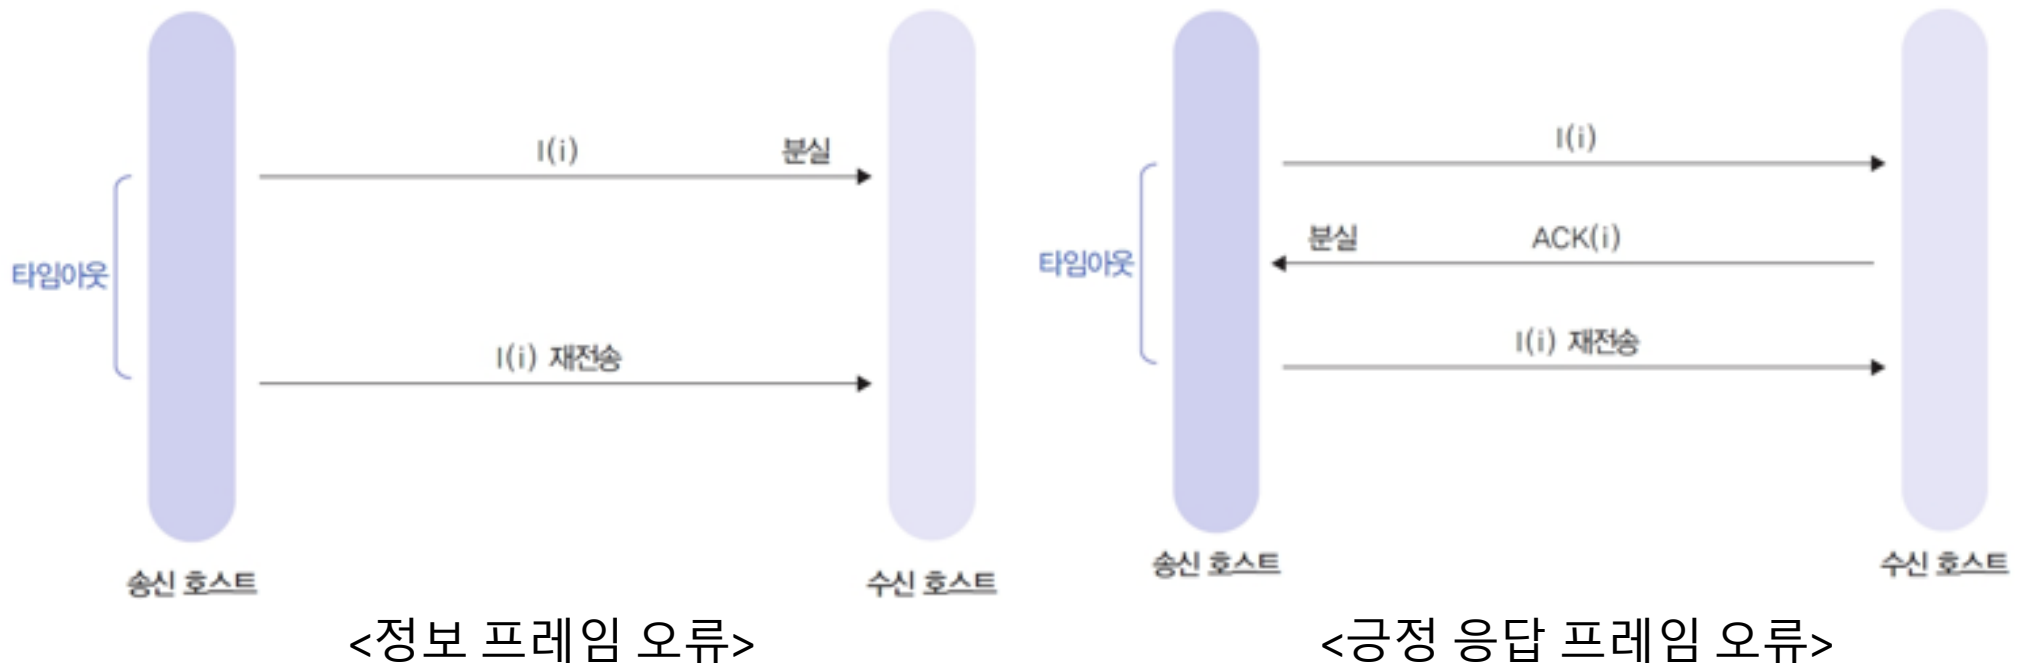 I(i)
분실
타임아웃
I(i) 재전송
송신 호스트
수신 호스트
<정보 프레임 오류>
I(i)
분실
ACK(i)
타임아웃
I(i) 재전송
송신 호스트
수신 호스트
<긍정 응답 프레임 오류>